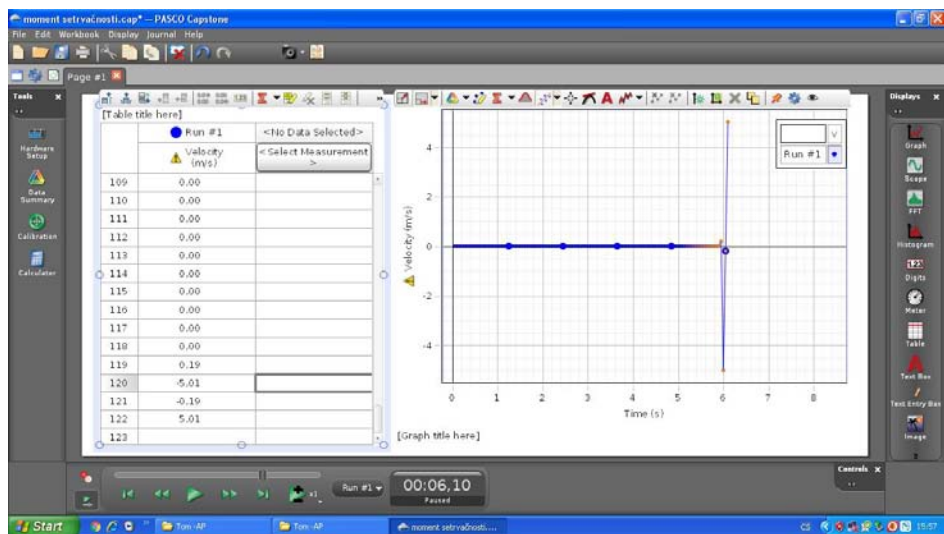 moment setrvačnosti.cap* — PASCO Capstone
File Edit Workbook Display Journal Help
Page #1
Tools
Hardware Setup
Data Summary
Calibration
Calculator
[Table title here]
Run #1 <No Data Selected>
Velocity (m/s) <Select Measurement>
109 0.00
110 0.00
111 0.00
112 0.00
113 0.00
114 0.00
115 0.00
116 0.00
117 0.00
118 0.00
119 0.19
120 -5.01
121 -0.19
122 5.01
123
Velocity (m/s)
4
2
0
-2
-4
0 1 2 3 4 5 6 7 8
Time (s)
Run #1
[Graph title here]
Displays
Graph
Scope
FFT
Histogram
Digits
Meter
Table
Text Box
Text Entry Box
Image
Controls
Run #1
00:06,10
Paused
Start
Tom -AP
Tom -AP
moment setrvačnosti....
CS
15:57